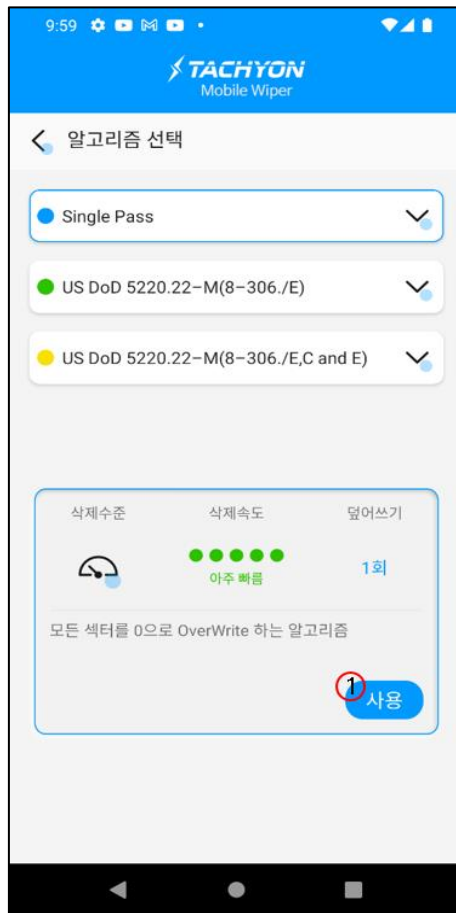 9:59
TACHYON
Mobile Wiper
알고리즘 선택
Single Pass
US DoD 5220.22-M(8-306./E)
US DoD 5220.22-M(8-306./E,C and E)
삭제수준 삭제속도 덮어쓰기
아주 빠름 1회
모든 섹터를 0으로 OverWrite 하는 알고리즘
1
사용